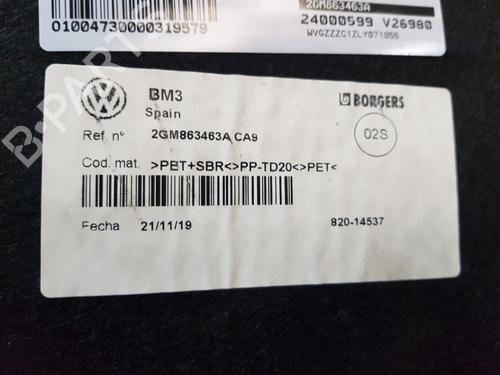 2GM863463A
01004730000319579
24000599 V26980
WVGZZZC1ZLY071055
BM3
BORGERS
Spain
Ref. nº 2GM863463A CA9
02S
Cod. mat. >PET+SBR<>PP-TD20<>PET<
Fecha 21/11/19 820-14537
B-PARTS